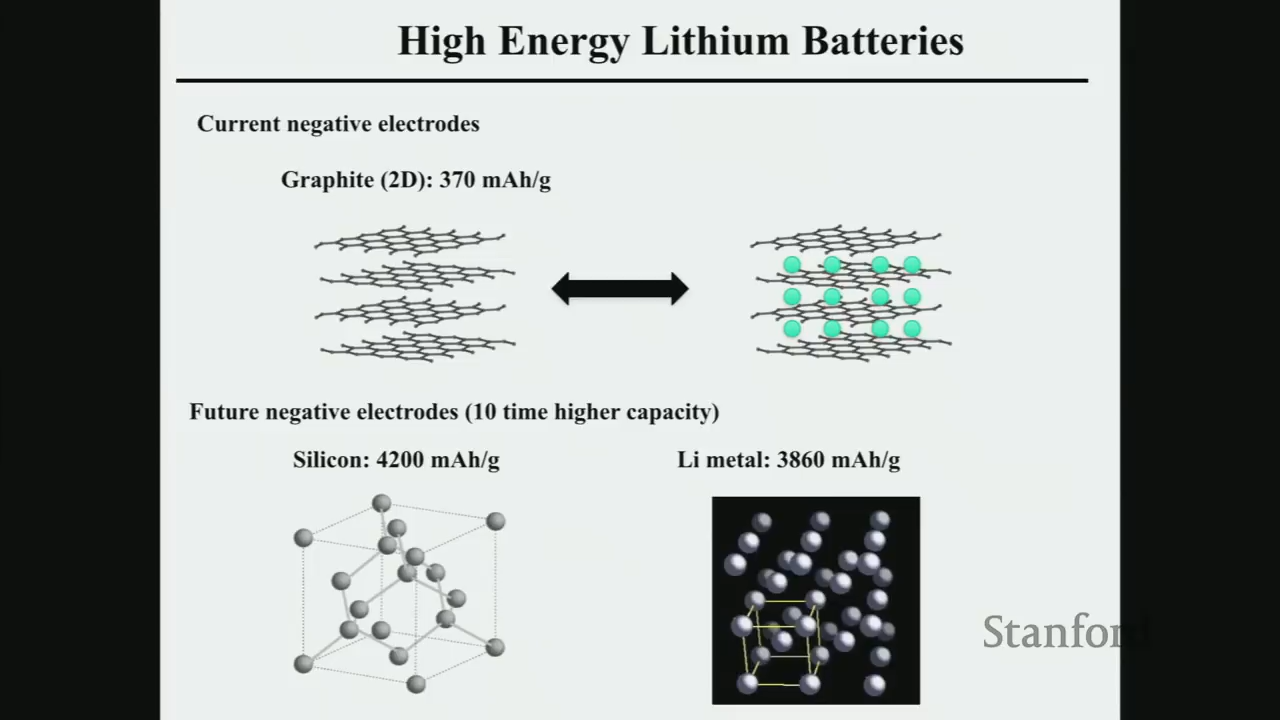 High Energy Lithium Batteries
Current negative electrodes
Graphite (2D): 370 mAh/g
Future negative electrodes (10 time higher capacity)
Silicon: 4200 mAh/g
Li metal: 3860 mAh/g
Stanford